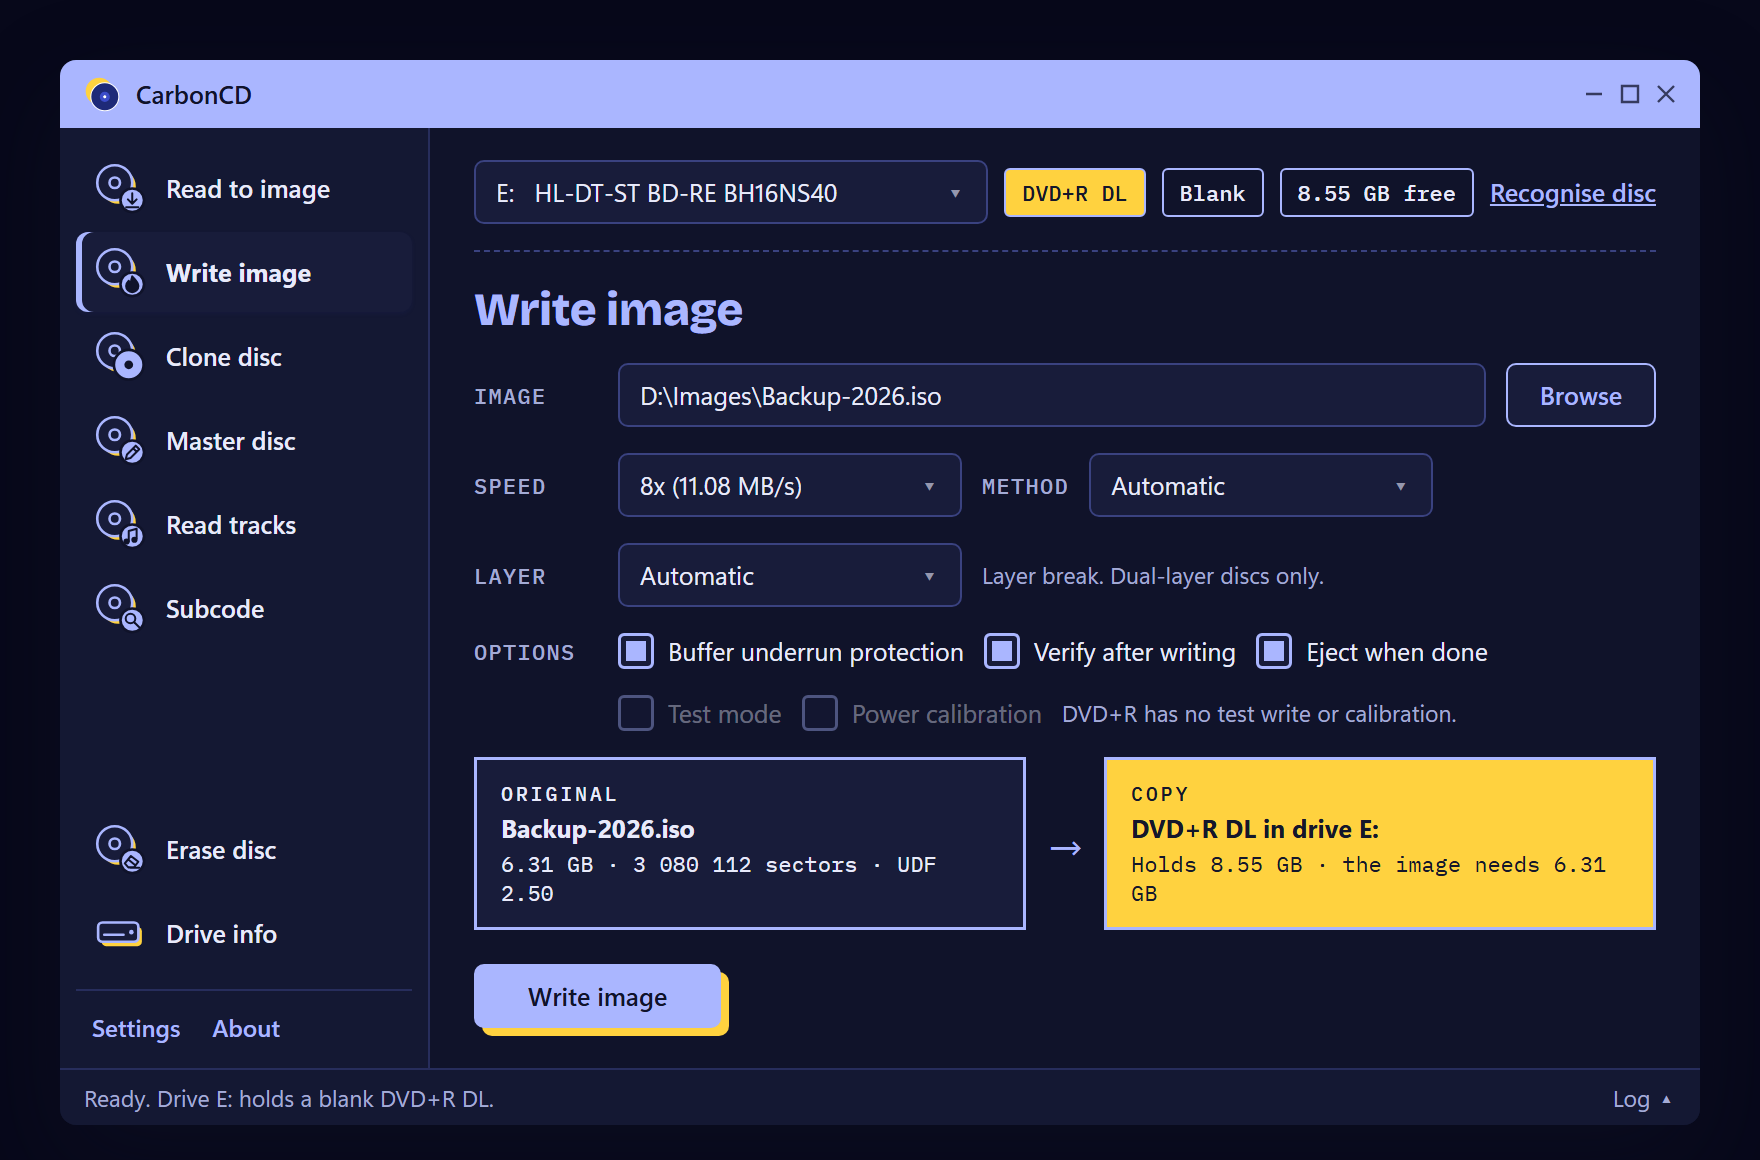 CarbonCD
Read to image
Write image
Clone disc
Master disc
Read tracks
Subcode
Erase disc
Drive info
Settings About
E: HL-DT-ST BD-RE BH16NS40 DVD+R DL Blank 8.55 GB free Recognise disc
Write image
IMAGE D:\Images\Backup-2026.iso Browse
SPEED 8x (11.08 MB/s) METHOD Automatic
LAYER Automatic Layer break. Dual-layer discs only.
OPTIONS Buffer underrun protection Verify after writing Eject when done
Test mode Power calibration DVD+R has no test write or calibration.
ORIGINAL
Backup-2026.iso
6.31 GB · 3 080 112 sectors · UDF
2.50
→
COPY
DVD+R DL in drive E:
Holds 8.55 GB · the image needs 6.31
GB
Write image
Ready. Drive E: holds a blank DVD+R DL. Log